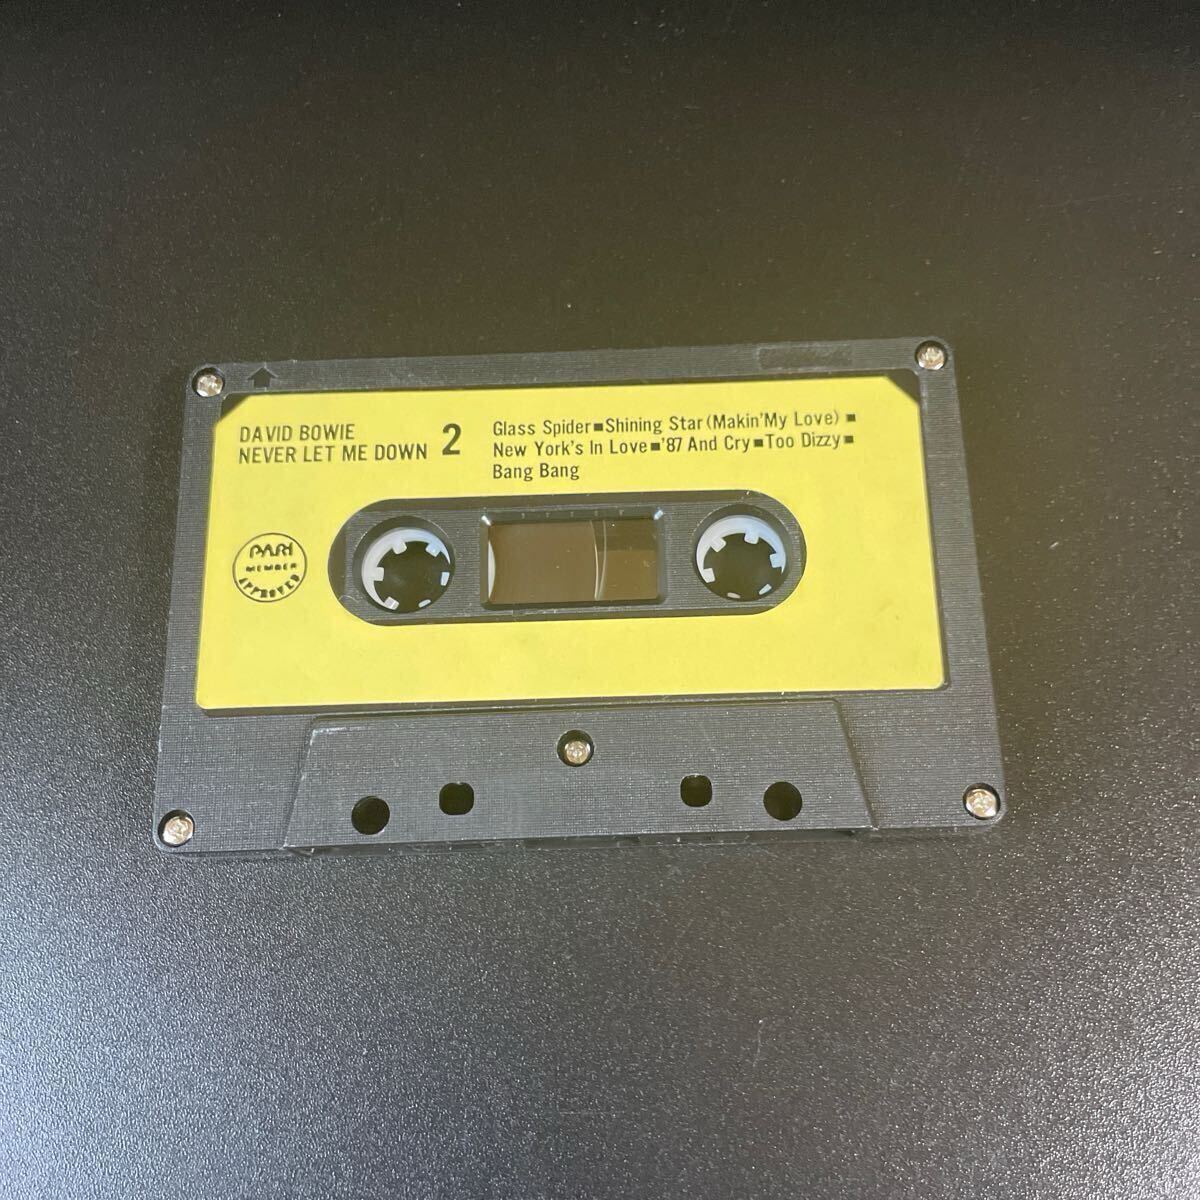 DAVID BOWIE
NEVER LET ME DOWN
2
Glass Spider■Shining Star(Makin'My Love)■
New York's In Love■'87 And Cry■Too Dizzy■
Bang Bang
PARI
MEMBER
APPROVED